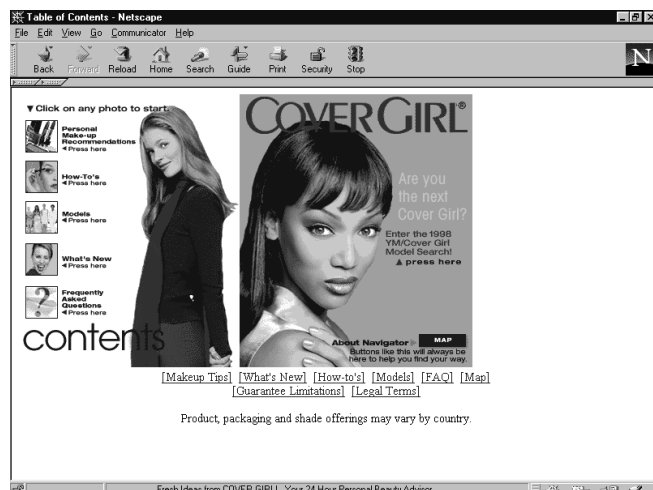 Table of Contents - Netscape
File Edit View Go Communicator Help
Back Forward Reload Home Search Guide Print Security Stop
N
▼ Click on any photo to start.
Personal
Make-up
Recommendations
◄Press here
How-To's
◄Press here
Models
◄Press here
What's New
◄Press here
Frequently
Asked
Questions
◄Press here
contents
COVER GIRL®
Are you
the next
Cover Girl?
Enter the 1998
YM/Cover Girl
Model Search!
▲ press here
About Navigator ► MAP
Buttons like this will always be
here to help you find your way.
[Makeup Tips] [What's New] [How-to's] [Models] [FAQ] [Map]
[Guarantee Limitations] [Legal Terms]
Product, packaging and shade offerings may vary by country.
Fresh Ideas from COVER GIRL! Your 24 Hour Personal Beauty Advisor